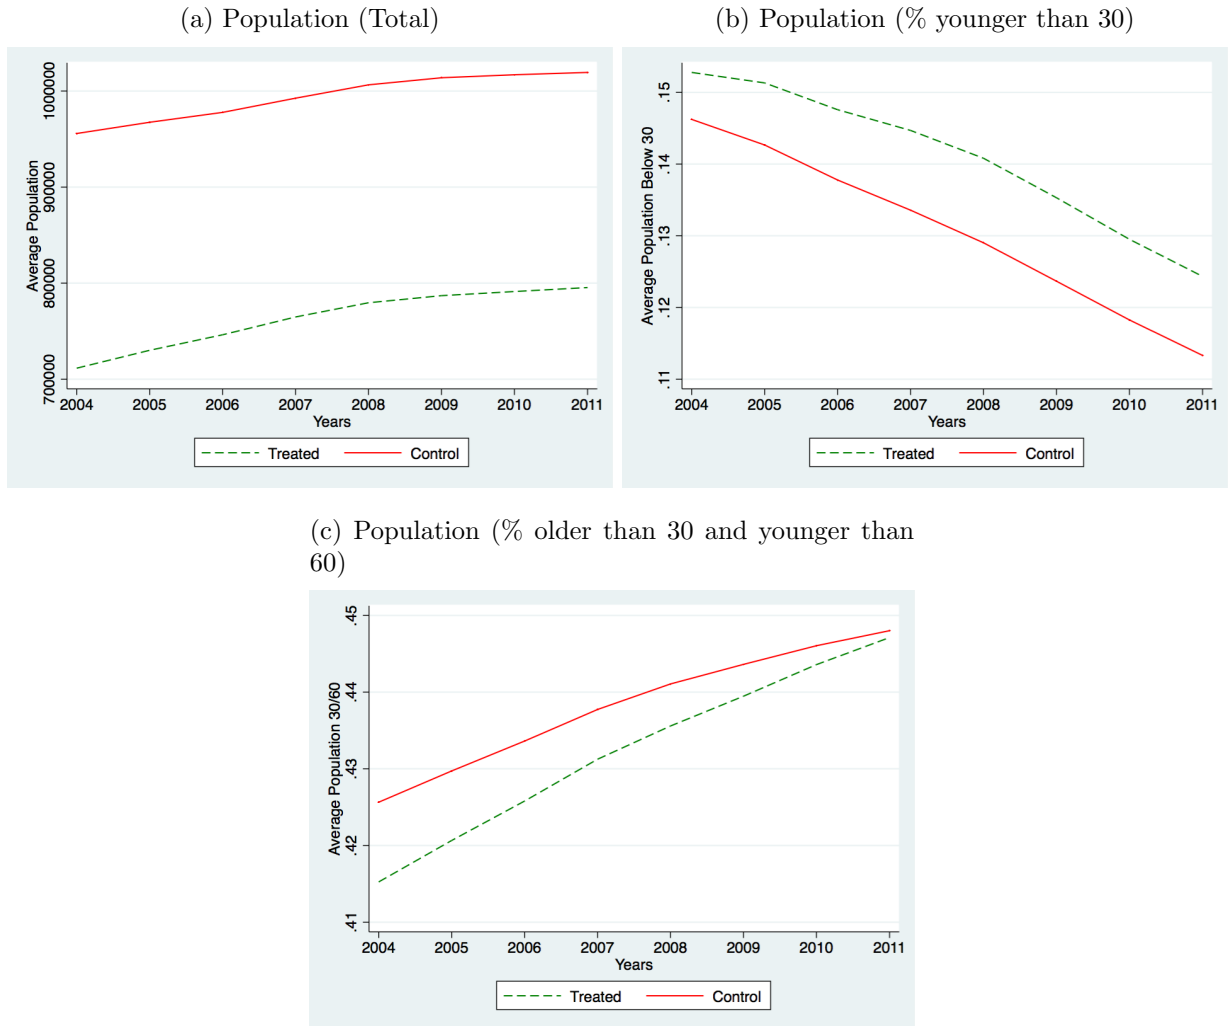 (a) Population (Total)
1000000
900000
800000
700000
Average Population
2004 2005 2006 2007 2008 2009 2010 2011
Years
Treated Control
(b) Population (% younger than 30)
.15
.14
.13
.12
.11
Average Population Below 30
2004 2005 2006 2007 2008 2009 2010 2011
Years
Treated Control
(c) Population (% older than 30 and younger than
60)
.45
.44
.43
.42
.41
Average Population 30/60
2004 2005 2006 2007 2008 2009 2010 2011
Years
Treated Control